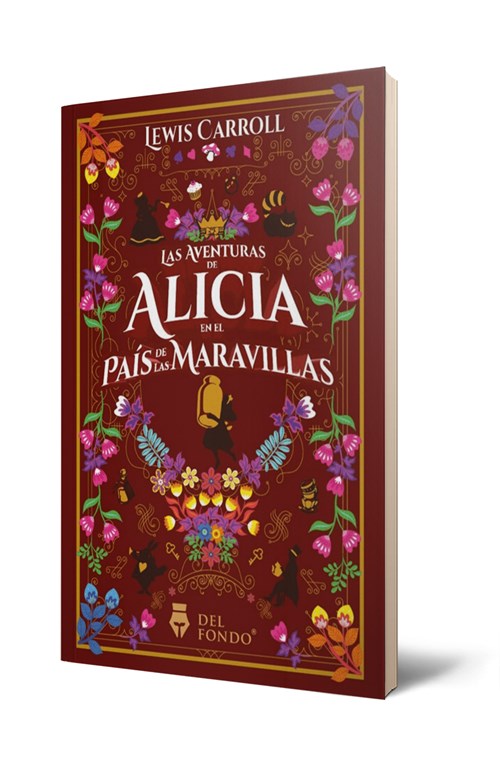 LEWIS CARROLL
LAS AVENTURAS
DE
ALICIA
EN EL
PAÍS DE LAS MARAVILLAS
DEL
FONDO®